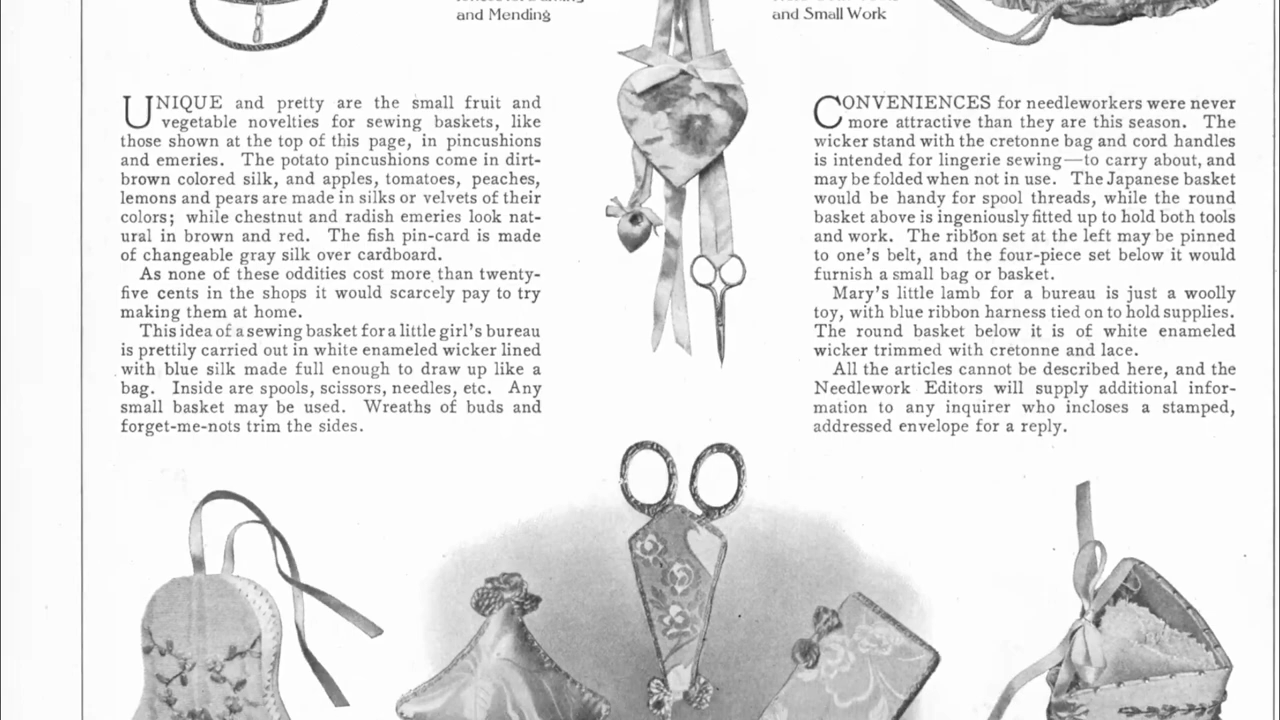 and Mending
and Small Work
UNIQUE and pretty are the small fruit and
vegetable novelties for sewing baskets, like
those shown at the top of this page, in pincushions
and emeries. The potato pincushions come in dirt-
brown colored silk, and apples, tomatoes, peaches,
lemons and pears are made in silks or velvets of their
colors; while chestnut and radish emeries look nat-
ural in brown and red. The fish pin-card is made
of changeable gray silk over cardboard.
As none of these oddities cost more than twenty-
five cents in the shops it would scarcely pay to try
making them at home.
This idea of a sewing basket for a little girl's bureau
is prettily carried out in white enameled wicker lined
with blue silk made full enough to draw up like a
bag. Inside are spools, scissors, needles, etc. Any
small basket may be used. Wreaths of buds and
forget-me-nots trim the sides.
CONVENIENCES for needleworkers were never
more attractive than they are this season. The
wicker stand with the cretonne bag and cord handles
is intended for lingerie sewing—to carry about, and
may be folded when not in use. The Japanese basket
would be handy for spool threads, while the round
basket above is ingeniously fitted up to hold both tools
and work. The ribbon set at the left may be pinned
to one's belt, and the four-piece set below it would
furnish a small bag or basket.
Mary's little lamb for a bureau is just a woolly
toy, with blue ribbon harness tied on to hold supplies.
The round basket below it is of white enameled
wicker trimmed with cretonne and lace.
All the articles cannot be described here, and the
Needlework Editors will supply additional infor-
mation to any inquirer who incloses a stamped,
addressed envelope for a reply.